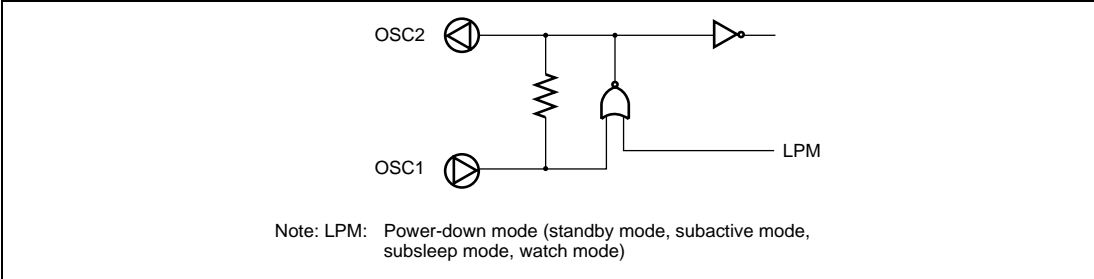 OSC2
LPM
OSC1
Note: LPM: Power-down mode (standby mode, subactive mode,
subsleep mode, watch mode)